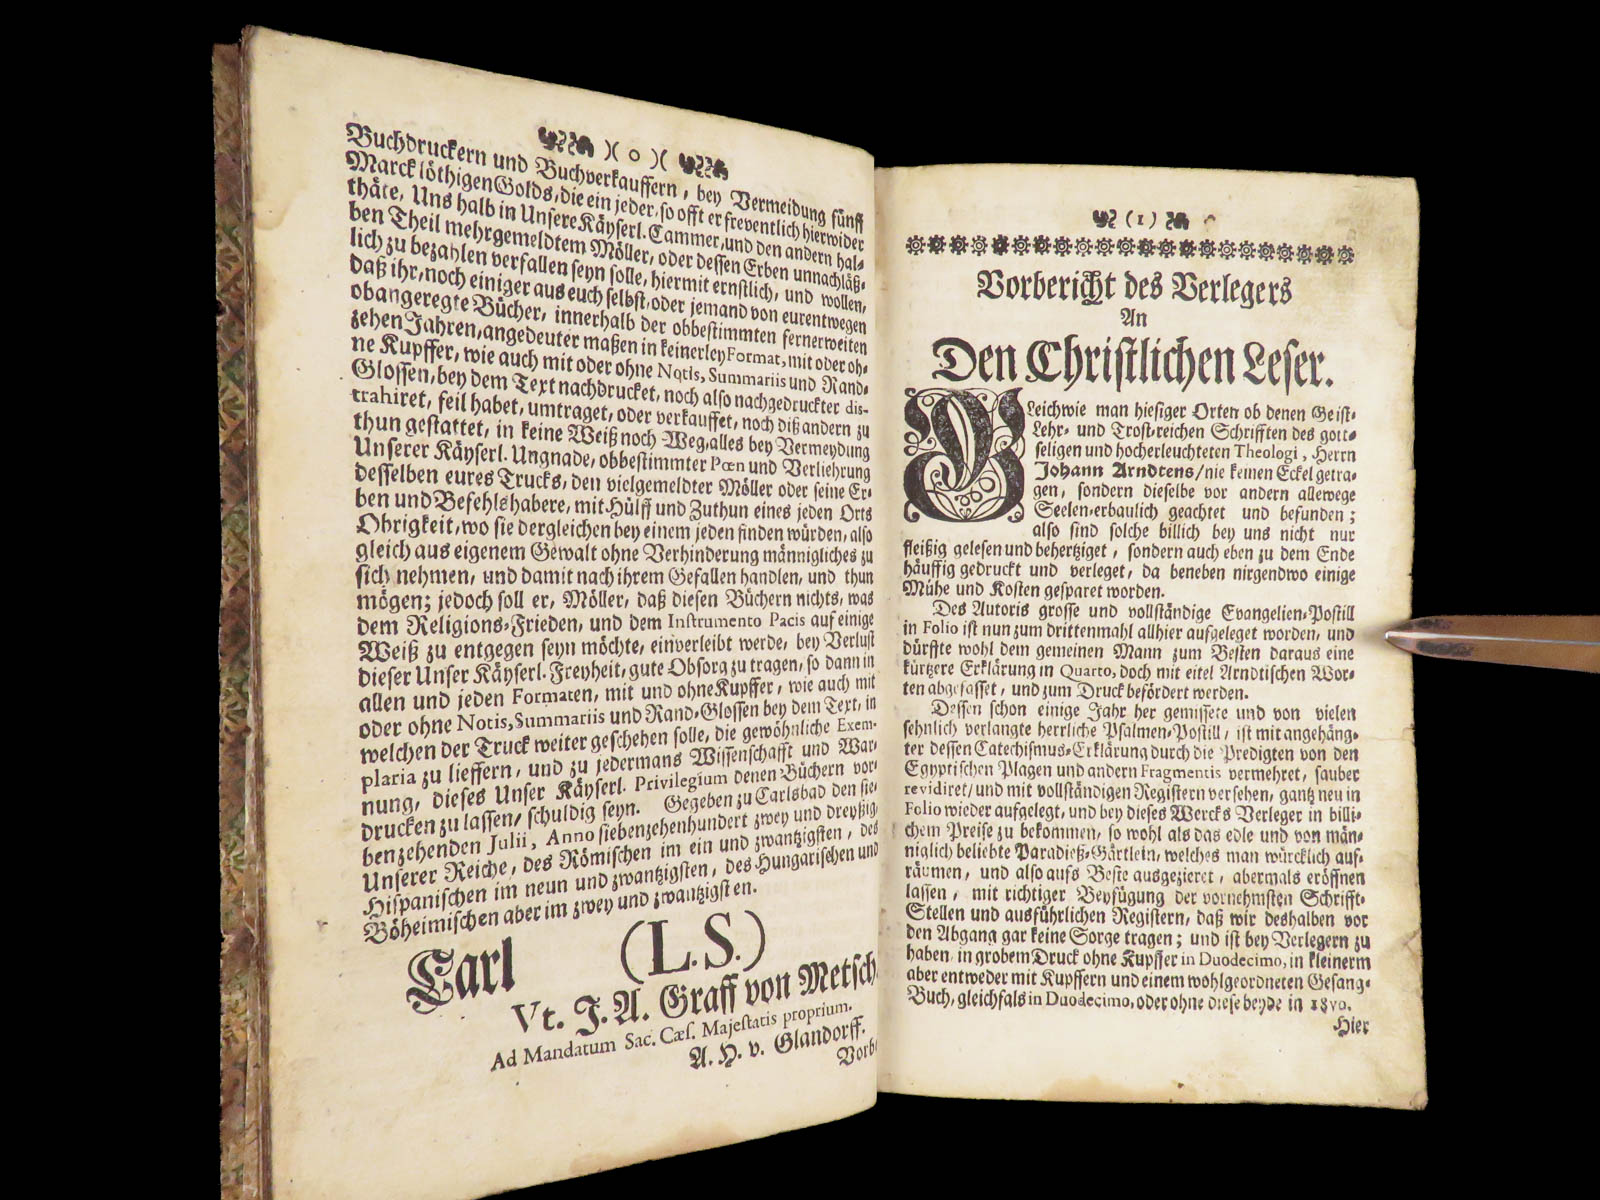 )( o )(
Buchdruckern und Buchverkauffern, bey Vermeidung fünff
Marck löthigen Golds, die ein jeder, so offt er freventlich hierwider
thäte, Uns halb in Unsere Käyserl. Cammer, und den andern hal-
ben Theil mehrgemeldtem Möller, oder dessen Erben unnachläß-
lich zu bezahlen verfallen seyn solle, hiermit ernstlich, und wollen,
daß ihr, noch einiger aus euch selbst, oder jemand von eurentwegen
obangeregte Bücher, innerhalb der obbestimmten fernerweiten
zehen Jahren, angedeuter maßen in keinerley Format, mit oder oh-
ne Kupffer, wie auch mit oder ohne Notis, Summariis und Rand-
Glossen, bey dem Text nachdrucket, noch also nachgedruckter dis-
trahiret, feil habet, umtraget, oder verkauffet, noch diß andern zu
thun gestattet, in keine Weiß noch Weg, alles bey Vermeydung
Unserer Käyserl. Ungnade, obbestimmter Pœn und Verliehrung
desselben eures Trucks, den vielgemeldter Möller oder seine Er-
ben und Befehlshabere, mit Hülff und Zuthun eines jeden Orts
Obrigkeit, wo sie dergleichen bey einem jeden finden würden, also
gleich aus eigenem Gewalt ohne Verhinderung männigliches zu
sich nehmen, und damit nach ihrem Gefallen handlen, und thun
mögen; jedoch soll er, Möller, daß diesen Büchern nichts, was
dem Religions-Frieden, und dem Instrumento Pacis auf einige
Weiß zu entgegen seyn möchte, einverleibt werde, bey Verlust
dieser Unser Käyserl. Freyheit, gute Obsorg zu tragen, so dann in
allen und jeden Formaten, mit und ohne Kupffer, wie auch mit
oder ohne Notis, Summariis und Rand-Glossen bey dem Text, in
welchen der Truck weiter geschehen solle, die gewöhnliche Exem-
plaria zu lieffern, und zu jedermans Wissenschafft und War-
nung, dieses Unser Käyserl. Privilegium denen Büchern vor-
drucken zu lassen, schuldig seyn. Gegeben zu Carlsbad den sie-
benzehenden Julii, Anno siebenzehenhundert zwey und dreyßig,
Unserer Reiche, des Römischen im ein und zwantzigsten, des
Hispanischen im neun und zwantzigsten, des Hungarischen und
Böheimischen aber im zwey und zwantzigsten.
Carl (L. S.)
Vt. J. A. Graff von Metsch
Ad Mandatum Sac. Cæs. Majestatis proprium.
A. H. v. Glandorff.
Vorb
(1)
Vorbericht des Verlegers
An
Den Christlichen Leser.
Gleichwie man hiesiger Orten ob denen Geist-
Lehr- und Trost-reichen Schrifften des gott-
seligen und hocherleuchteten Theologi, Herrn
Johann Arndtens/ nie keinen Eckel getra-
gen, sondern dieselbe vor andern allewege
Seelen-erbaulich geachtet und befunden;
also sind solche billich bey uns nicht nur
fleißig gelesen und behertziget, sondern auch eben zu dem Ende
häuffig gedruckt und verleget, da beneben nirgendwo einige
Mühe und Kosten gesparet worden.
Des Autoris grosse und vollständige Evangelien-Postill
in Folio ist nun zum drittenmahl allhier aufgeleget worden, und
dürffte wohl dem gemeinen Mann zum Besten daraus eine
kürtzere Erklärung in Quarto, doch mit eitel Arndtischen Wor-
ten abgefasset, und zum Druck befördert werden.
Dessen schon einige Jahr her gemissete und von vielen
sehnlich verlangte herrliche Psalmen-Postill, ist mit angehäng-
ter dessen Catechismus-Erklärung durch die Predigten von den
Egyptischen Plagen und andern Fragmentis vermehret, sauber
revidiret/ und mit vollständigen Registern versehen, gantz neu in
Folio wieder aufgelegt, und bey dieses Wercks Verleger in billi-
chem Preise zu bekommen, so wohl als das edle und von män-
niglich beliebte Paradieß-Gärtlein, welches man würcklich auf-
räumen, und also aufs Beste ausgezieret, abermals eröffnen
lassen, mit richtiger Beyfügung der vornehmsten Schrifft-
Stellen und ausführlichen Registern, daß wir deshalben vor
den Abgang gar keine Sorge tragen; und ist bey Verlegern zu
haben, in grobem Druck ohne Kupffer in Duodecimo, in kleinerm
aber entweder mit Kupffern und einem wohlgeordneten Gesang-
Buch, gleichfals in Duodecimo, oder ohne diese beyde in 18vo.
Hier